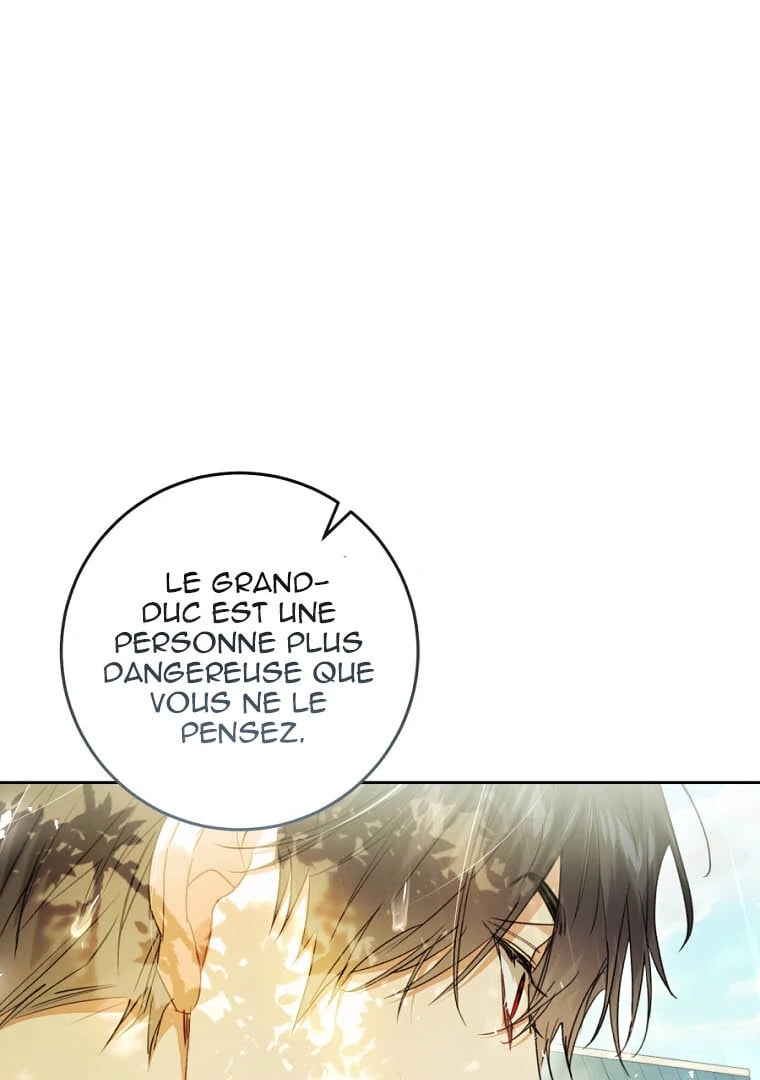 LE GRAND-
DUC EST UNE
PERSONNE PLUS
DANGEREUSE QUE
VOUS NE LE
PENSEZ.